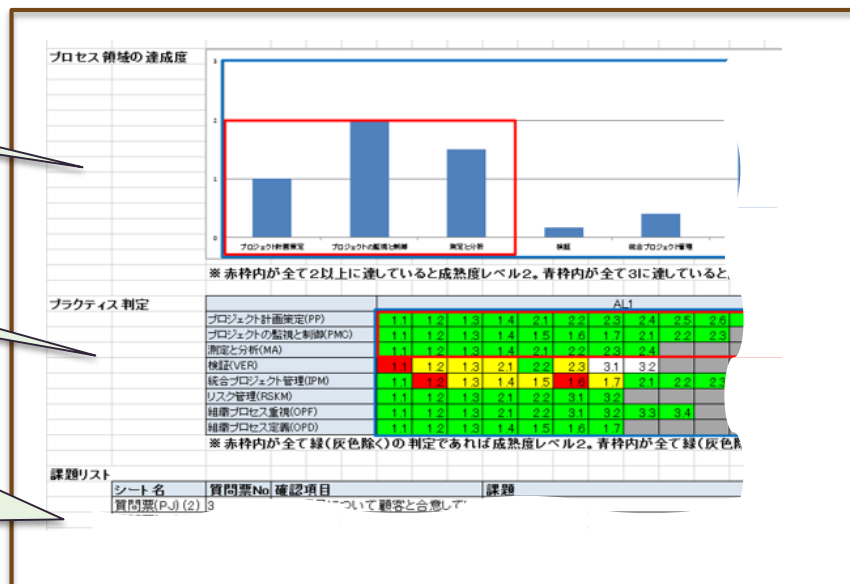 プロセス領域の達成度
3
2
1
0
プロジェクト計画策定 プロジェクトの監視と制御 測定と分析 検証 統合プロジェクト管理
※赤枠内が全て2以上に達していると成熟度レベル2。青枠内が全て3に達していると、
プラクティス判定
AL1
プロジェクト計画策定(PP) 1.1 1.2 1.3 1.4 2.1 2.2 2.3 2.4 2.5 2.6
プロジェクトの監視と制御(PMC) 1.1 1.2 1.3 1.4 1.5 1.6 1.7 2.1 2.2 2.3
測定と分析(MA) 1.1 1.2 1.3 1.4 2.1 2.2 2.3 2.4
検証(VER) 1.1 1.2 1.3 2.1 2.2 2.3 3.1 3.2
統合プロジェクト管理(IPM) 1.1 1.2 1.3 1.4 1.5 1.6 1.7 2.1 2.2 2.3
リスク管理(RSKM) 1.1 1.2 1.3 2.1 2.2 3.1 3.2
組織プロセス重視(OPF) 1.1 1.2 1.3 2.1 2.2 3.1 3.2 3.3 3.4
組織プロセス定義(OPD) 1.1 1.2 1.3 1.4 1.5 1.6 1.7
※赤枠内が全て緑(灰色除く)の判定であれば成熟度レベル2。青枠内が全て緑(灰色
課題リスト
シート名 質問票No 確認項目 課題
質問票(PJ)(2) 3 について顧客と合意して